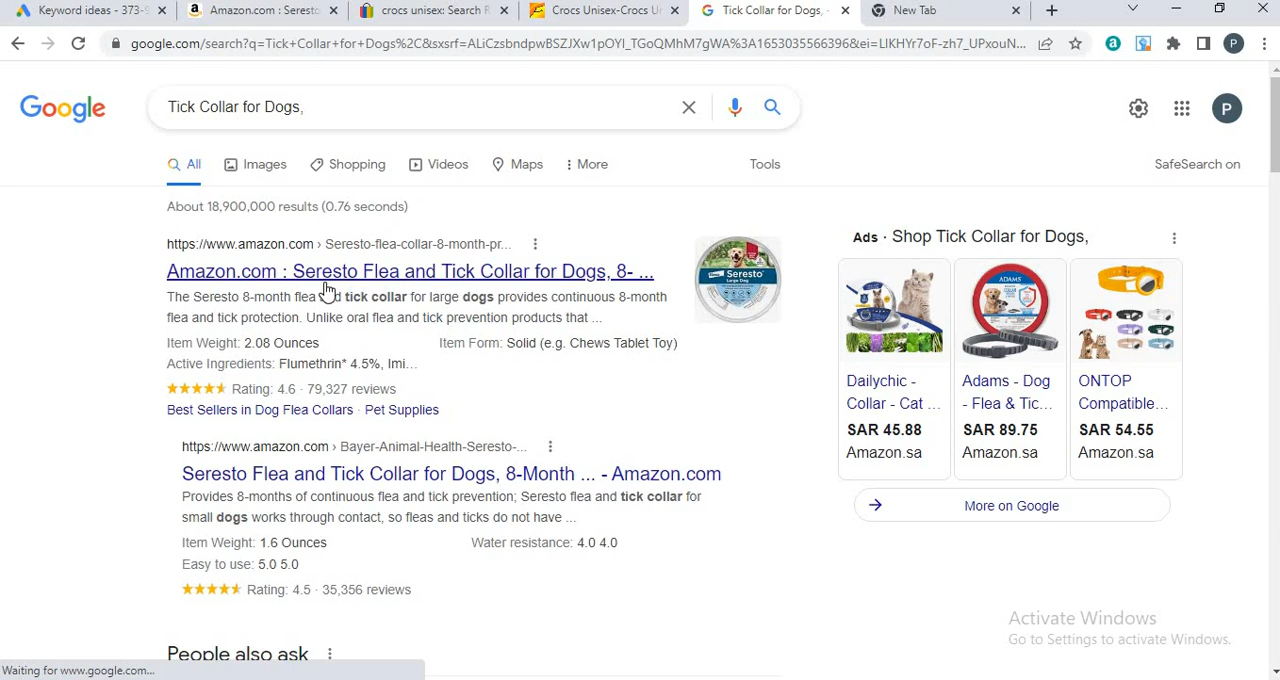 Keyword ideas - 373-9
Amazon.com : Seresto
crocs unisex: Search R
Crocs Unisex-Crocs Un
Tick Collar for Dogs, -
New Tab
google.com/search?q=Tick+Collar+for+Dogs%2C&sxsrf=ALiCzsbndpwBSZJXw1pOYI_TGoQMhM7gWA%3A1653035566396&ei=LIKHYr7oF-zh7_UPxouN...
P
Google
Tick Collar for Dogs,
P
All
Images
Shopping
Videos
Maps
More
Tools
SafeSearch on
About 18,900,000 results (0.76 seconds)
https://www.amazon.com › Seresto-flea-collar-8-month-pr...
Amazon.com : Seresto Flea and Tick Collar for Dogs, 8- ...
The Seresto 8-month flea and tick collar for large dogs provides continuous 8-month
flea and tick protection. Unlike oral flea and tick prevention products that ...
Item Weight: 2.08 Ounces
Item Form: Solid (e.g. Chews Tablet Toy)
Active Ingredients: Flumethrin* 4.5%, Imi...
Rating: 4.6 · 79,327 reviews
Best Sellers in Dog Flea Collars · Pet Supplies
Seresto
https://www.amazon.com › Bayer-Animal-Health-Seresto-...
Seresto Flea and Tick Collar for Dogs, 8-Month ... - Amazon.com
Provides 8-months of continuous flea and tick prevention; Seresto flea and tick collar for
small dogs works through contact, so fleas and ticks do not have ...
Item Weight: 1.6 Ounces
Water resistance: 4.0 4.0
Easy to use: 5.0 5.0
Rating: 4.5 · 35,356 reviews
People also ask
Ads · Shop Tick Collar for Dogs,
ADAMS
Dailychic -
Collar - Cat ...
SAR 45.88
Amazon.sa
Adams - Dog
- Flea & Tic...
SAR 89.75
Amazon.sa
ONTOP
Compatible...
SAR 54.55
Amazon.sa
More on Google
Activate Windows
Go to Settings to activate Windows.
Waiting for www.google.com...